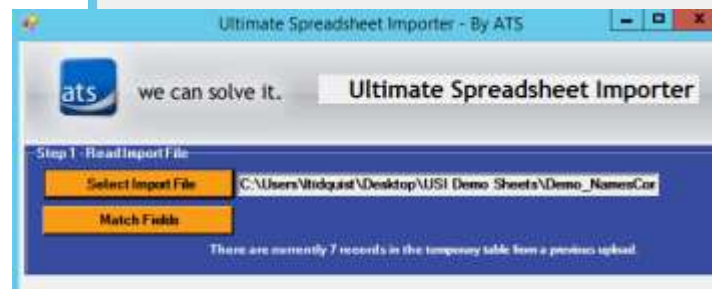 Ultimate Spreadsheet Importer - By ATS
ats
we can solve it.
Ultimate Spreadsheet Importer
Step 1 - Read Import File
Select Import File
C:\Users\ltidquist\Desktop\USI Demo Sheets\Demo_NamesCor
Match Fields
There are currently 7 records in the temporary table from a previous upload.